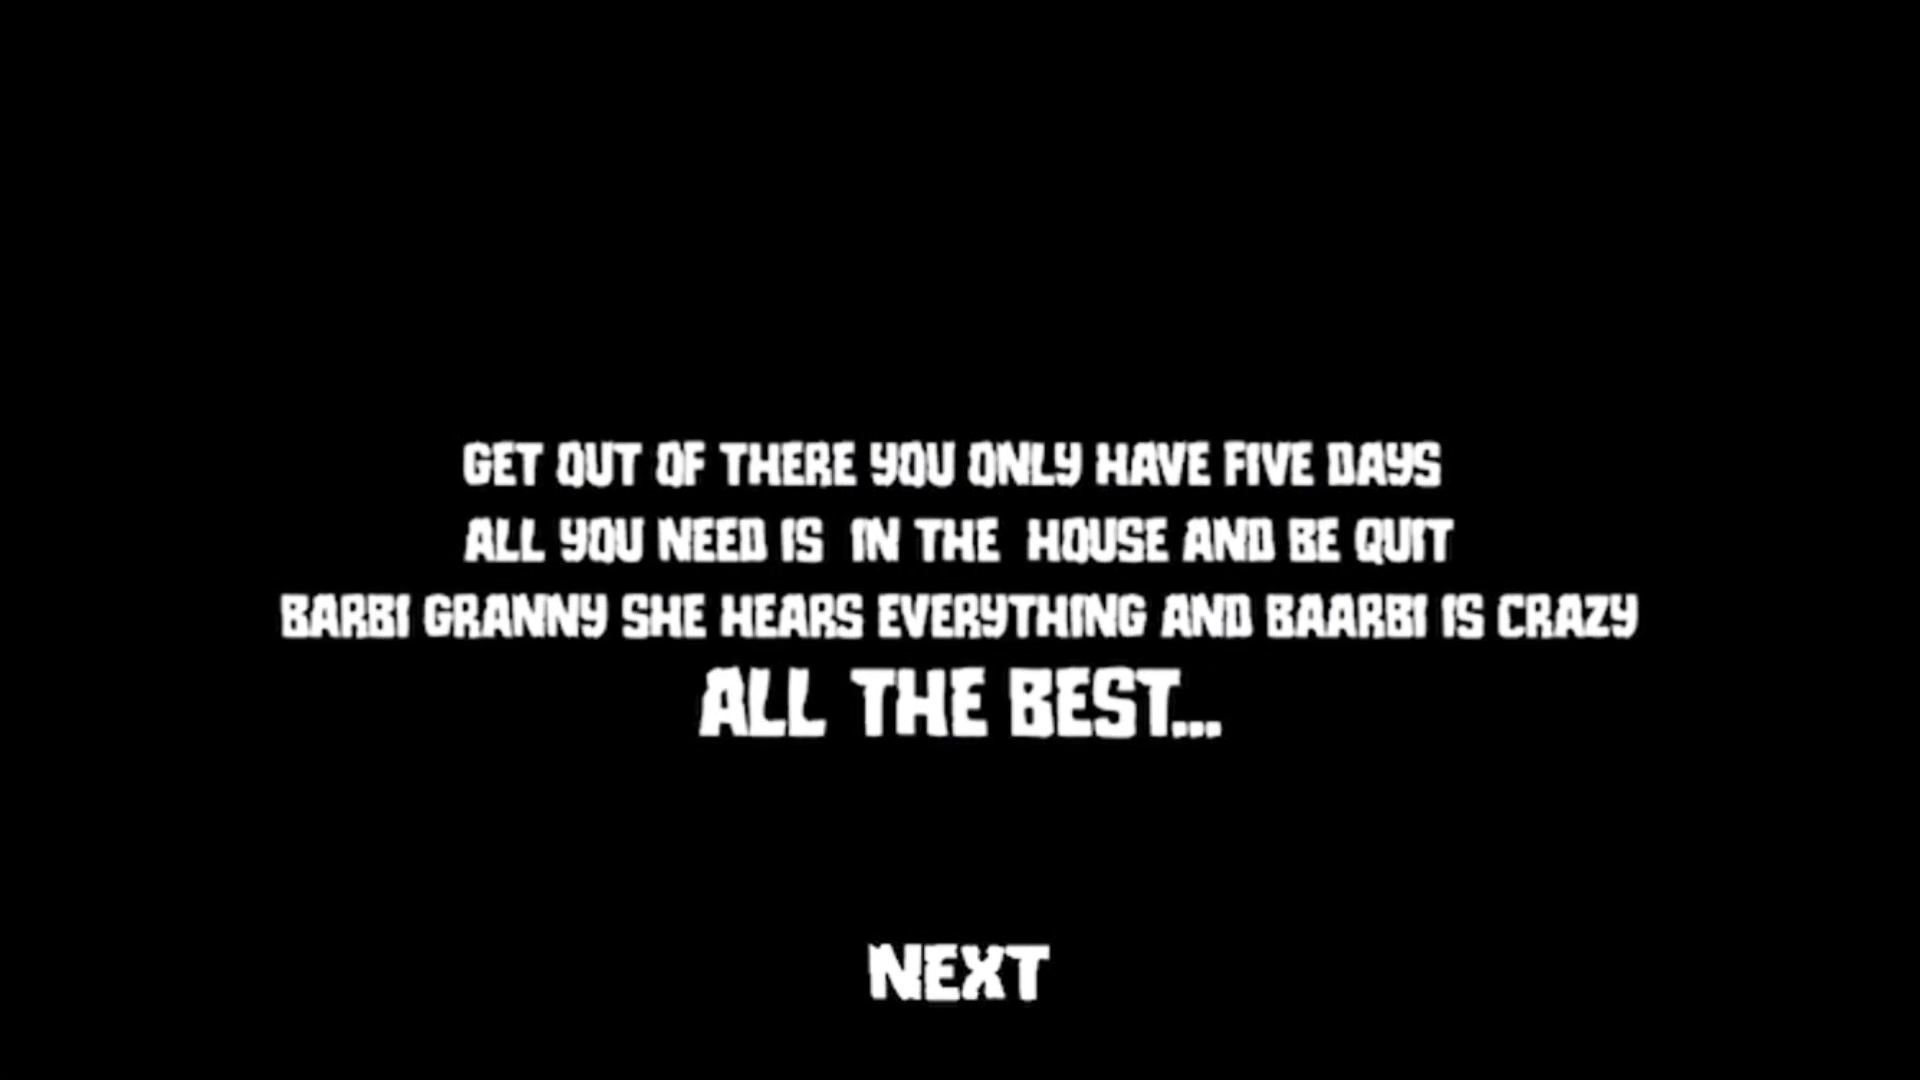 GET OUT OF THERE YOU ONLY HAVE FIVE DAYS
ALL YOU NEED IS IN THE HOUSE AND BE QUIT
BARBI GRANNY SHE HEARS EVERYTHING AND BAARBI IS CRAZY
ALL THE BEST...
NEXT